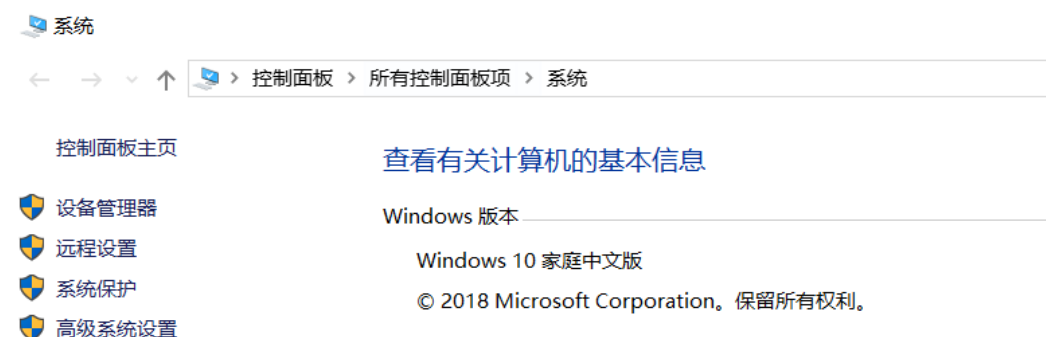 系统
控制面板 > 所有控制面板项 > 系统
控制面板主页
设备管理器
远程设置
系统保护
高级系统设置
查看有关计算机的基本信息
Windows 版本
Windows 10 家庭中文版
© 2018 Microsoft Corporation。保留所有权利。